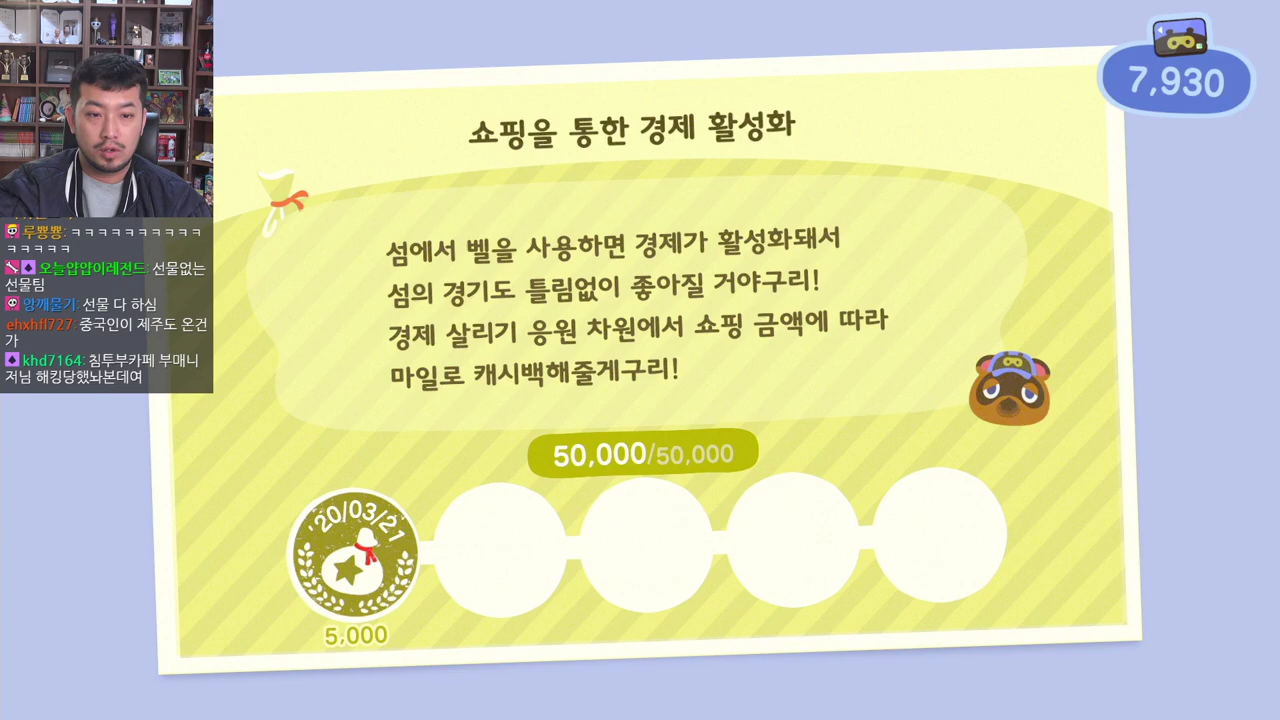 7,930
쇼핑을 통한 경제 활성화
섬에서 벨을 사용하면 경제가 활성화돼서
섬의 경기도 틀림없이 좋아질 거야구리!
경제 살리기 응원 차원에서 쇼핑 금액에 따라
마일로 캐시백해줄게구리!
50,000/50,000
'20/03/21
5,000
루뿅뿅: ㅋㅋㅋㅋㅋㅋㅋㅋㅋㅋ
ㅋㅋㅋㅋㅋ
오늘얍얍이레전드: 선물없는
선물팀
앙깨물기: 선물 다 하심
ehxhfl727: 중국인이 제주도 온건
가
khd7164: 침투부카페 부매니
저님 해킹당했놔본데여